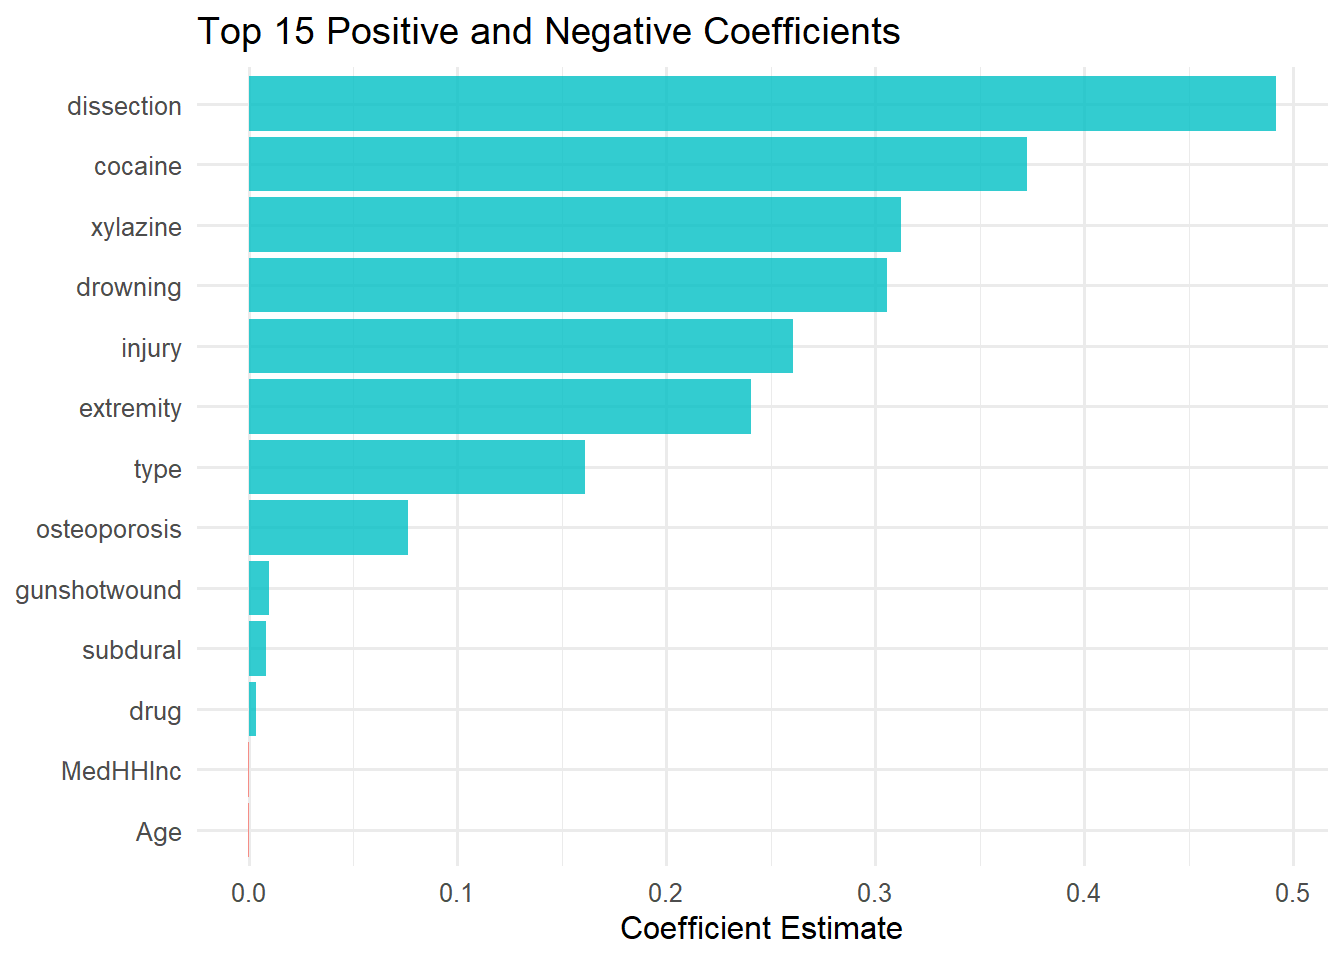 Top 15 Positive and Negative Coefficients
dissection
cocaine
xylazine
drowning
injury
extremity
type
osteoporosis
gunshotwound
subdural
drug
MedHHInc
Age
0.0 0.1 0.2 0.3 0.4 0.5
Coefficient Estimate